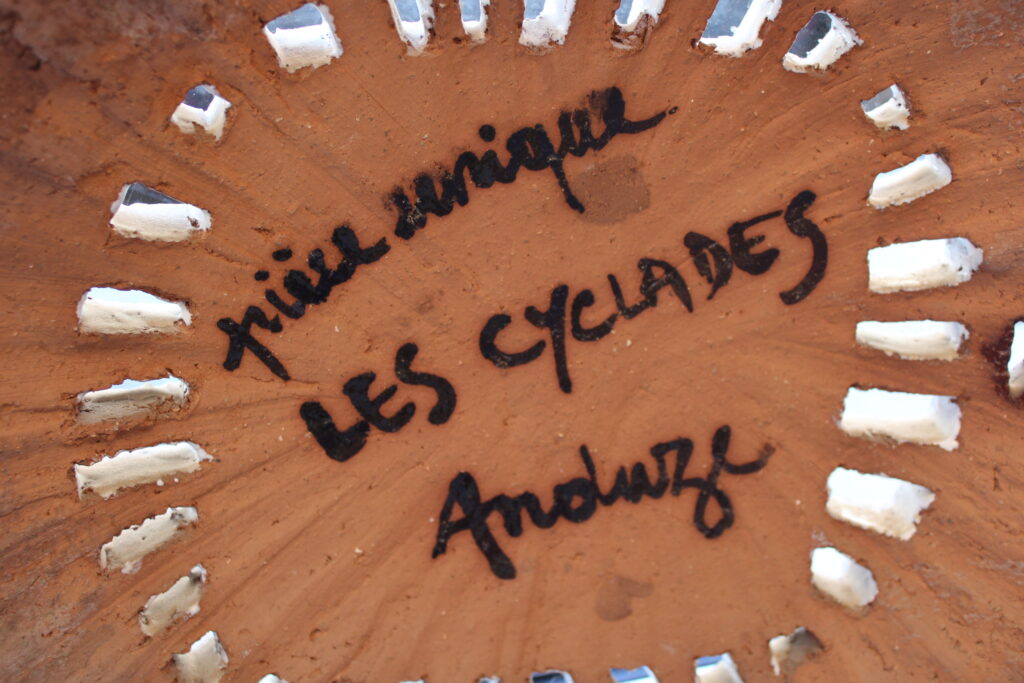 pièce unique
LES CYCLADES
Anduze